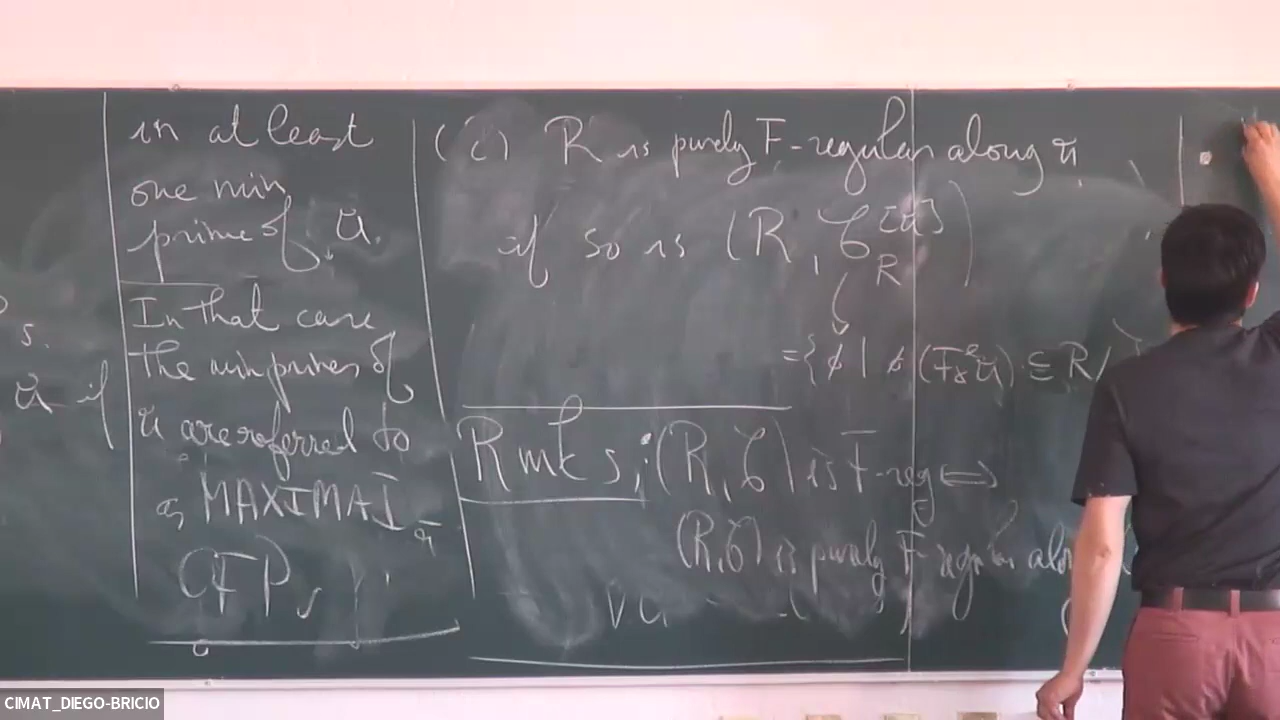 s.
if
in at least
one min
prime of 𝔞.
In that case
the min primes of
𝔞 are referred to
as MAXIMAL
CFPs
(c) R is purely F-regular along 𝔞
if so is (R, 𝒞_R^{[𝔞]})
={φ | φ(F_*^e 𝔞) ⊆
Rmks: (R,𝒞) is F-reg ⟺
(R,𝒞) is purely F-regular
∀
CIMAT_DIEGO-BRICIO